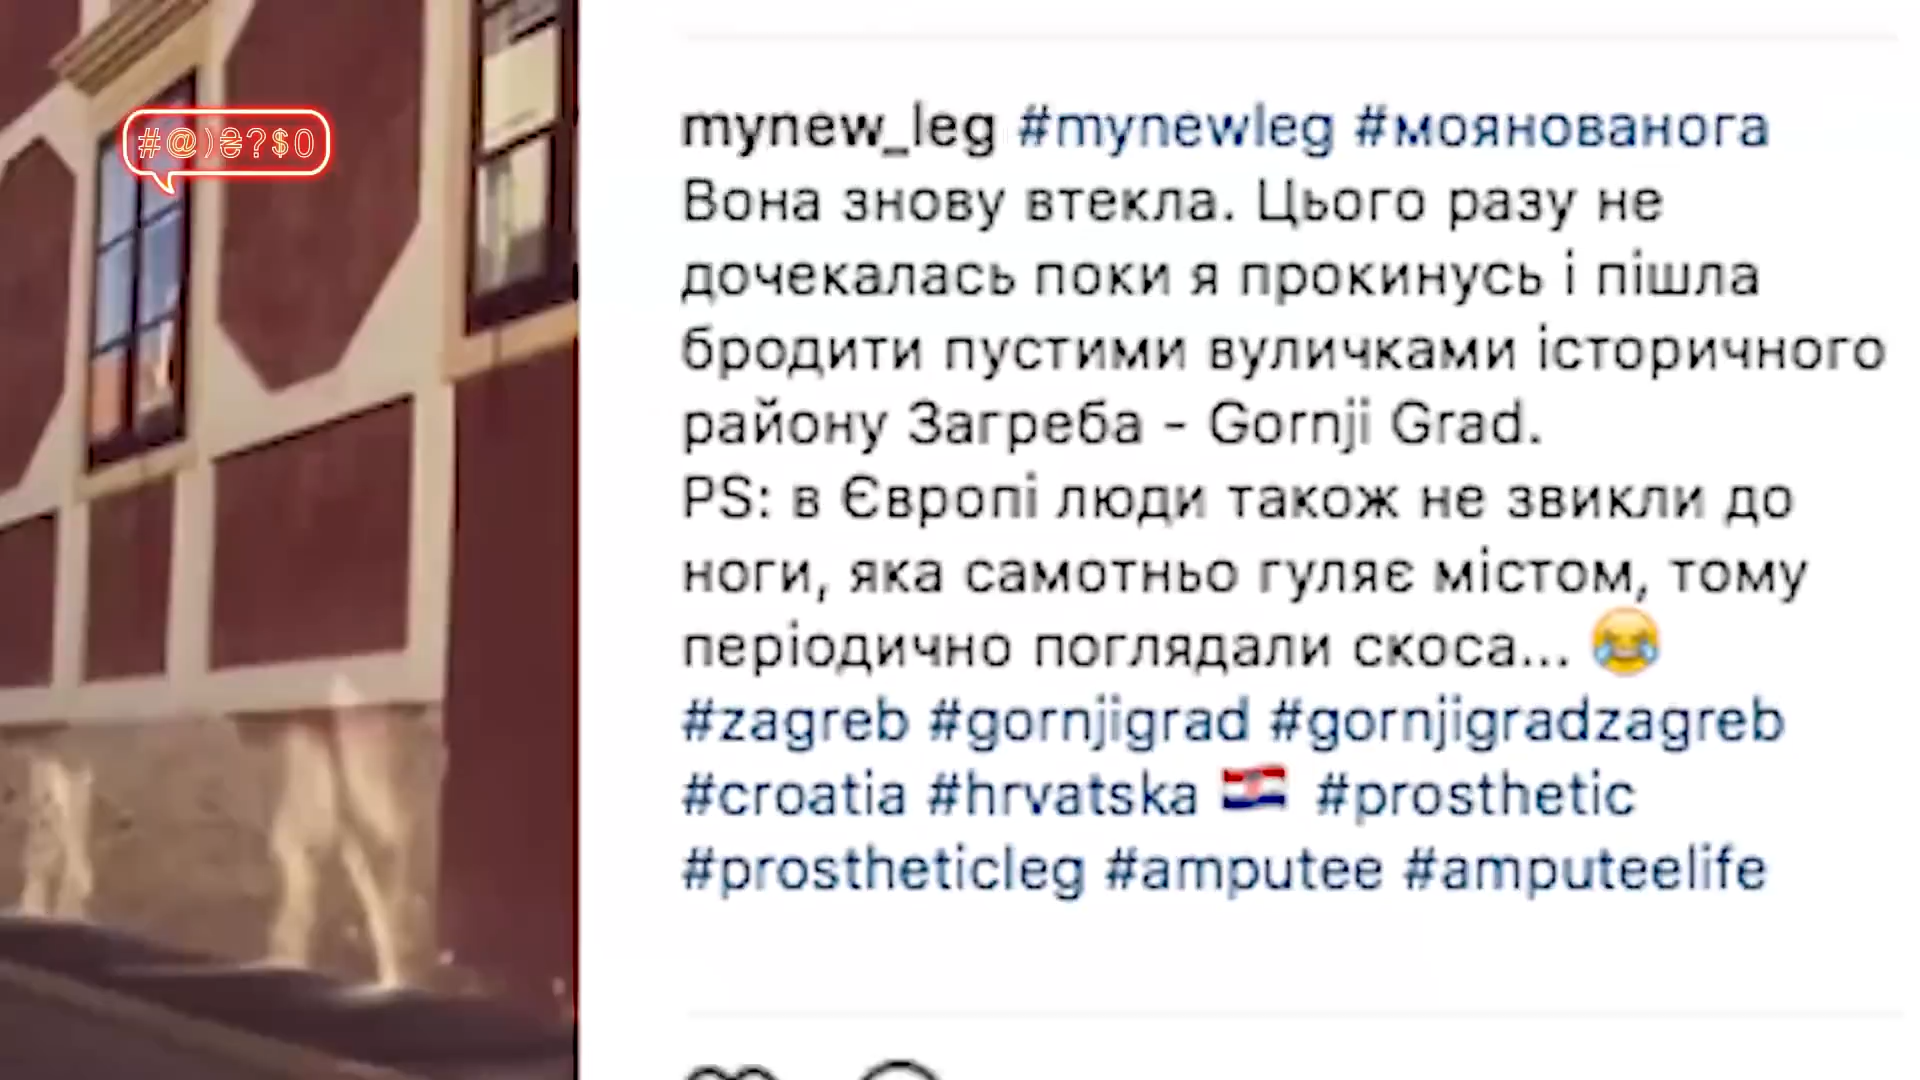 #@)₴?$0
mynew_leg #mynewleg #моянованога
Вона знову втекла. Цього разу не
дочекалась поки я прокинусь і пішла
бродити пустими вуличками історичного
району Загреба - Gornji Grad.
PS: в Європі люди також не звикли до
ноги, яка самотньо гуляє містом, тому
періодично поглядали скоса... 😂
#zagreb #gornjigrad #gornjigradzagreb
#croatia #hrvatska 🇭🇷 #prosthetic
#prostheticleg #amputee #amputeelife